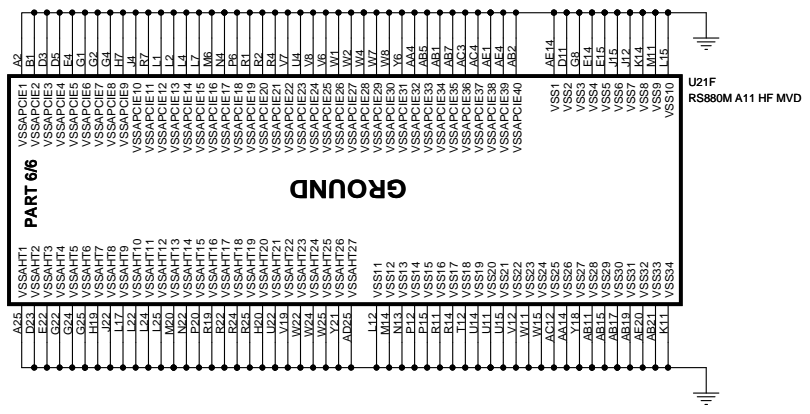 A2 B1 D3 D5 E4 G1 G2 G4 H7 J4 R7 L1 L2 L4 L7 M6 N4 P6 R1 R2 R4 V7 U4 V8 V6 W1 W2 W4 W7 W8 Y6 AA4 AB5 AB1 AB7 AC3 AC4 AE1 AE4 AB2 AE14 D11 G8 E14 E15 J15 J12 K14 M11 L15
U21F
RS880M A11 HF MVD
VSSAPCIE1 VSSAPCIE2 VSSAPCIE3 VSSAPCIE4 VSSAPCIE5 VSSAPCIE6 VSSAPCIE7 VSSAPCIE8 VSSAPCIE9 VSSAPCIE10 VSSAPCIE11 VSSAPCIE12 VSSAPCIE13 VSSAPCIE14 VSSAPCIE15 VSSAPCIE16 VSSAPCIE17 VSSAPCIE18 VSSAPCIE19 VSSAPCIE20 VSSAPCIE21 VSSAPCIE22 VSSAPCIE23 VSSAPCIE24 VSSAPCIE25 VSSAPCIE26 VSSAPCIE27 VSSAPCIE28 VSSAPCIE29 VSSAPCIE30 VSSAPCIE31 VSSAPCIE32 VSSAPCIE33 VSSAPCIE34 VSSAPCIE35 VSSAPCIE36 VSSAPCIE37 VSSAPCIE38 VSSAPCIE39 VSSAPCIE40 VSS1 VSS2 VSS3 VSS4 VSS5 VSS6 VSS7 VSS8 VSS9 VSS10
PART 6/6
GROUND
VSSAHT1 VSSAHT2 VSSAHT3 VSSAHT4 VSSAHT5 VSSAHT6 VSSAHT7 VSSAHT8 VSSAHT9 VSSAHT10 VSSAHT11 VSSAHT12 VSSAHT13 VSSAHT14 VSSAHT15 VSSAHT16 VSSAHT17 VSSAHT18 VSSAHT19 VSSAHT20 VSSAHT21 VSSAHT22 VSSAHT23 VSSAHT24 VSSAHT25 VSSAHT26 VSSAHT27 VSS11 VSS12 VSS13 VSS14 VSS15 VSS16 VSS17 VSS18 VSS19 VSS20 VSS21 VSS22 VSS23 VSS24 VSS25 VSS26 VSS27 VSS28 VSS29 VSS30 VSS31 VSS32 VSS33 VSS34
A25 D23 E22 G22 G24 G25 H19 J22 L17 L22 L24 L25 M20 N22 P20 R19 R22 R24 R25 H20 U22 V19 W22 W24 W25 Y21 AD25 L12 M14 N13 P12 P15 R11 R14 T12 U14 U11 U15 V12 W11 W15 AC12 AA14 Y18 AB11 AB15 AB17 AB19 AE20 AB21 K11